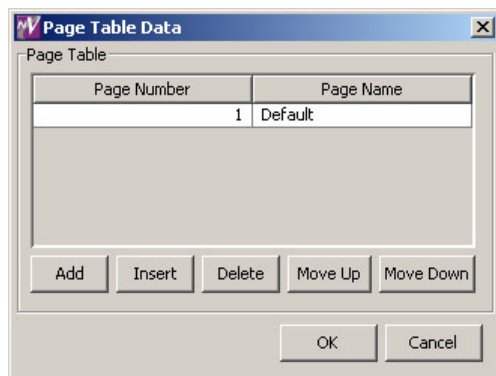 Page Table Data
Page Table
Page Number Page Name
1 Default
Add Insert Delete Move Up Move Down
OK Cancel